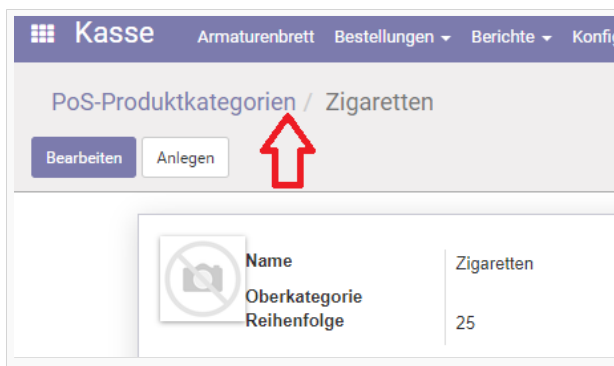 Kasse Armaturenbrett Bestellungen Berichte
PoS-Produktkategorien / Zigaretten
Bearbeiten Anlegen
Name Zigaretten
Oberkategorie
Reihenfolge 25